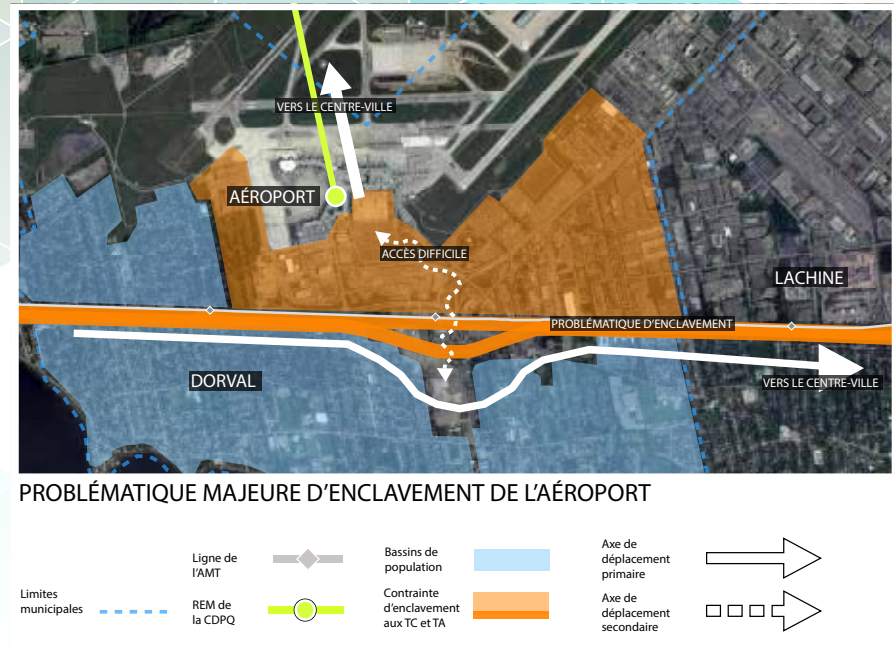 VERS LE CENTRE-VILLE
AÉROPORT
ACCÈS DIFFICILE
LACHINE
PROBLÉMATIQUE D'ENCLAVEMENT
DORVAL
VERS LE CENTRE-VILLE
PROBLÉMATIQUE MAJEURE D'ENCLAVEMENT DE L'AÉROPORT
Limites
municipales
Ligne de
l'AMT
REM de
la CDPQ
Bassins de
population
Contrainte
d'enclavement
aux TC et TA
Axe de
déplacement
primaire
Axe de
déplacement
secondaire